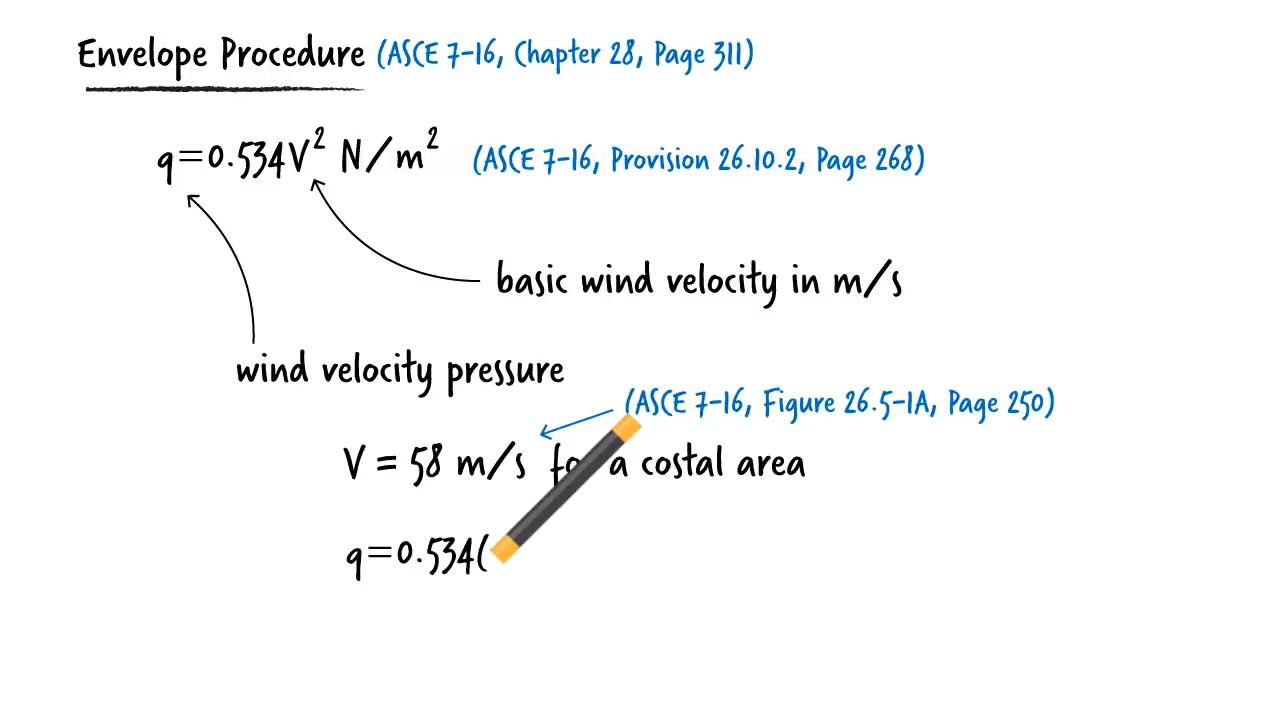 Envelope Procedure (ASCE 7-16, Chapter 28, Page 311)
q=0.534V² N/m² (ASCE 7-16, Provision 26.10.2, Page 268)
basic wind velocity in m/s
wind velocity pressure
(ASCE 7-16, Figure 26.5-1A, Page 250)
V = 58 m/s for a costal area
q=0.534(